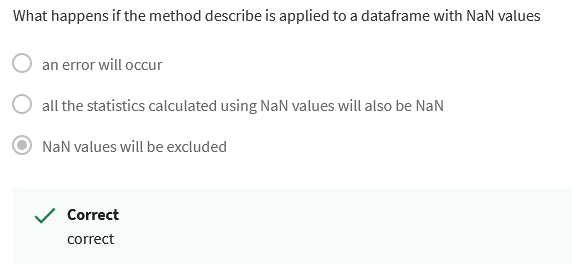 What happens if the method describe is applied to a dataframe with NaN values
an error will occur
all the statistics calculated using NaN values will also be NaN
NaN values will be excluded
Correct
correct